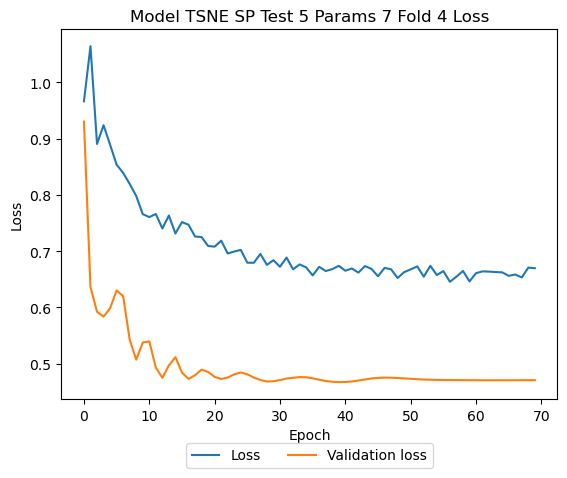 Model TSNE SP Test 5 Params 7 Fold 4 Loss
1.0
0.9
0.8
0.7
0.6
0.5
Loss
0 10 20 30 40 50 60 70
Epoch
Loss Validation loss